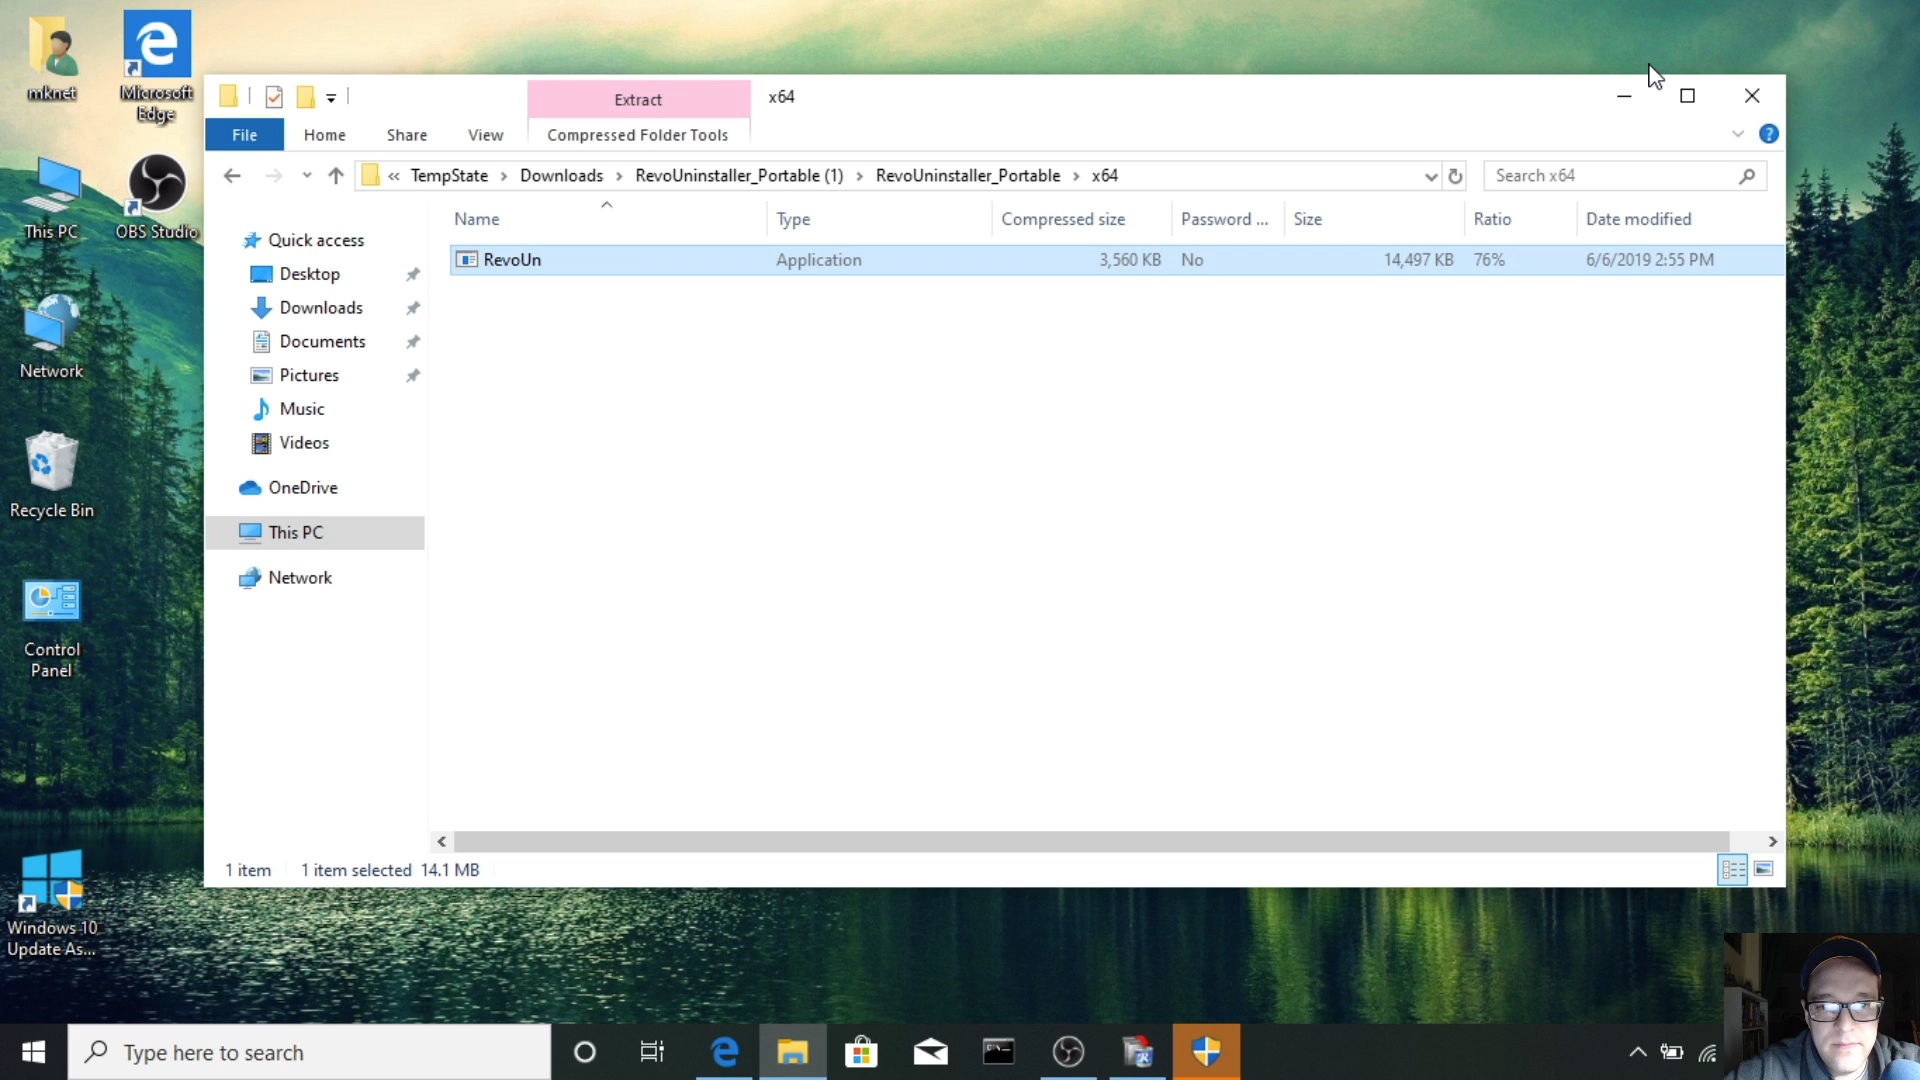 mknet
Microsoft Edge
This PC
OBS Studio
Network
Recycle Bin
Control Panel
Windows 10 Update As...
Extract
x64
File
Home
Share
View
Compressed Folder Tools
« TempState > Downloads > RevoUninstaller_Portable (1) > RevoUninstaller_Portable > x64
Search x64
Name
Type
Compressed size
Password ...
Size
Ratio
Date modified
RevoUn
Application
3,560 KB
No
14,497 KB
76%
6/6/2019 2:55 PM
Quick access
Desktop
Downloads
Documents
Pictures
Music
Videos
OneDrive
This PC
Network
1 item
1 item selected 14.1 MB
Type here to search